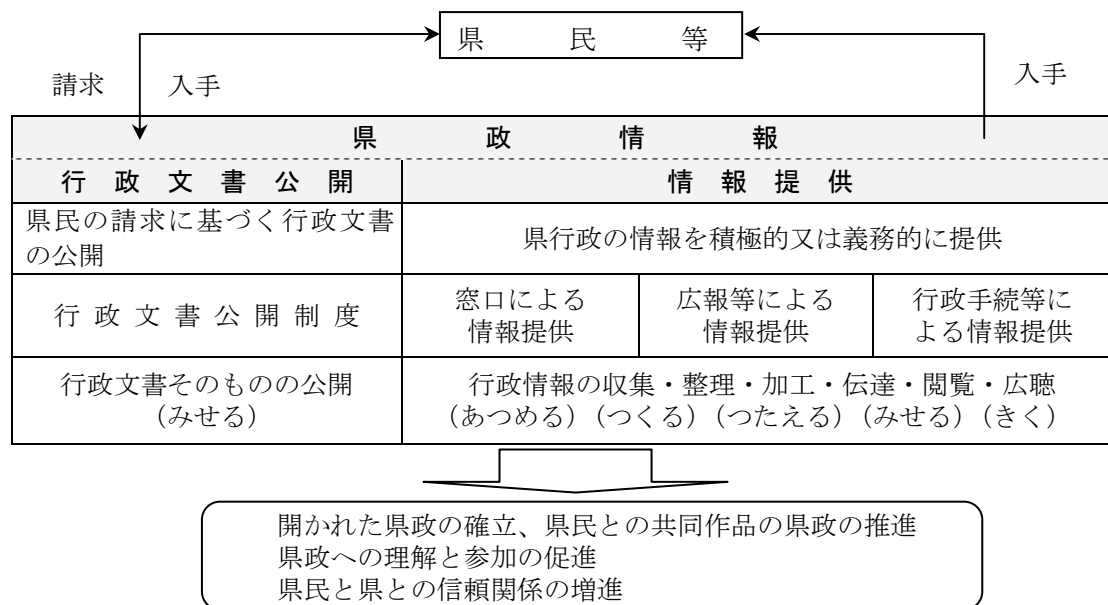 県民等
請求
入手
入手
県政情報
行政文書公開
情報提供
県民の請求に基づく行政文書
の公開
県行政の情報を積極的又は義務的に提供
行政文書公開制度
窓口による
情報提供
広報等による
情報提供
行政手続等に
よる情報提供
行政文書そのものの公開
（みせる）
行政情報の収集・整理・加工・伝達・閲覧・広聴
（あつめる）（つくる）（つたえる）（みせる）（きく）
開かれた県政の確立、県民との共同作品の県政の推進
県政への理解と参加の促進
県民と県との信頼関係の増進